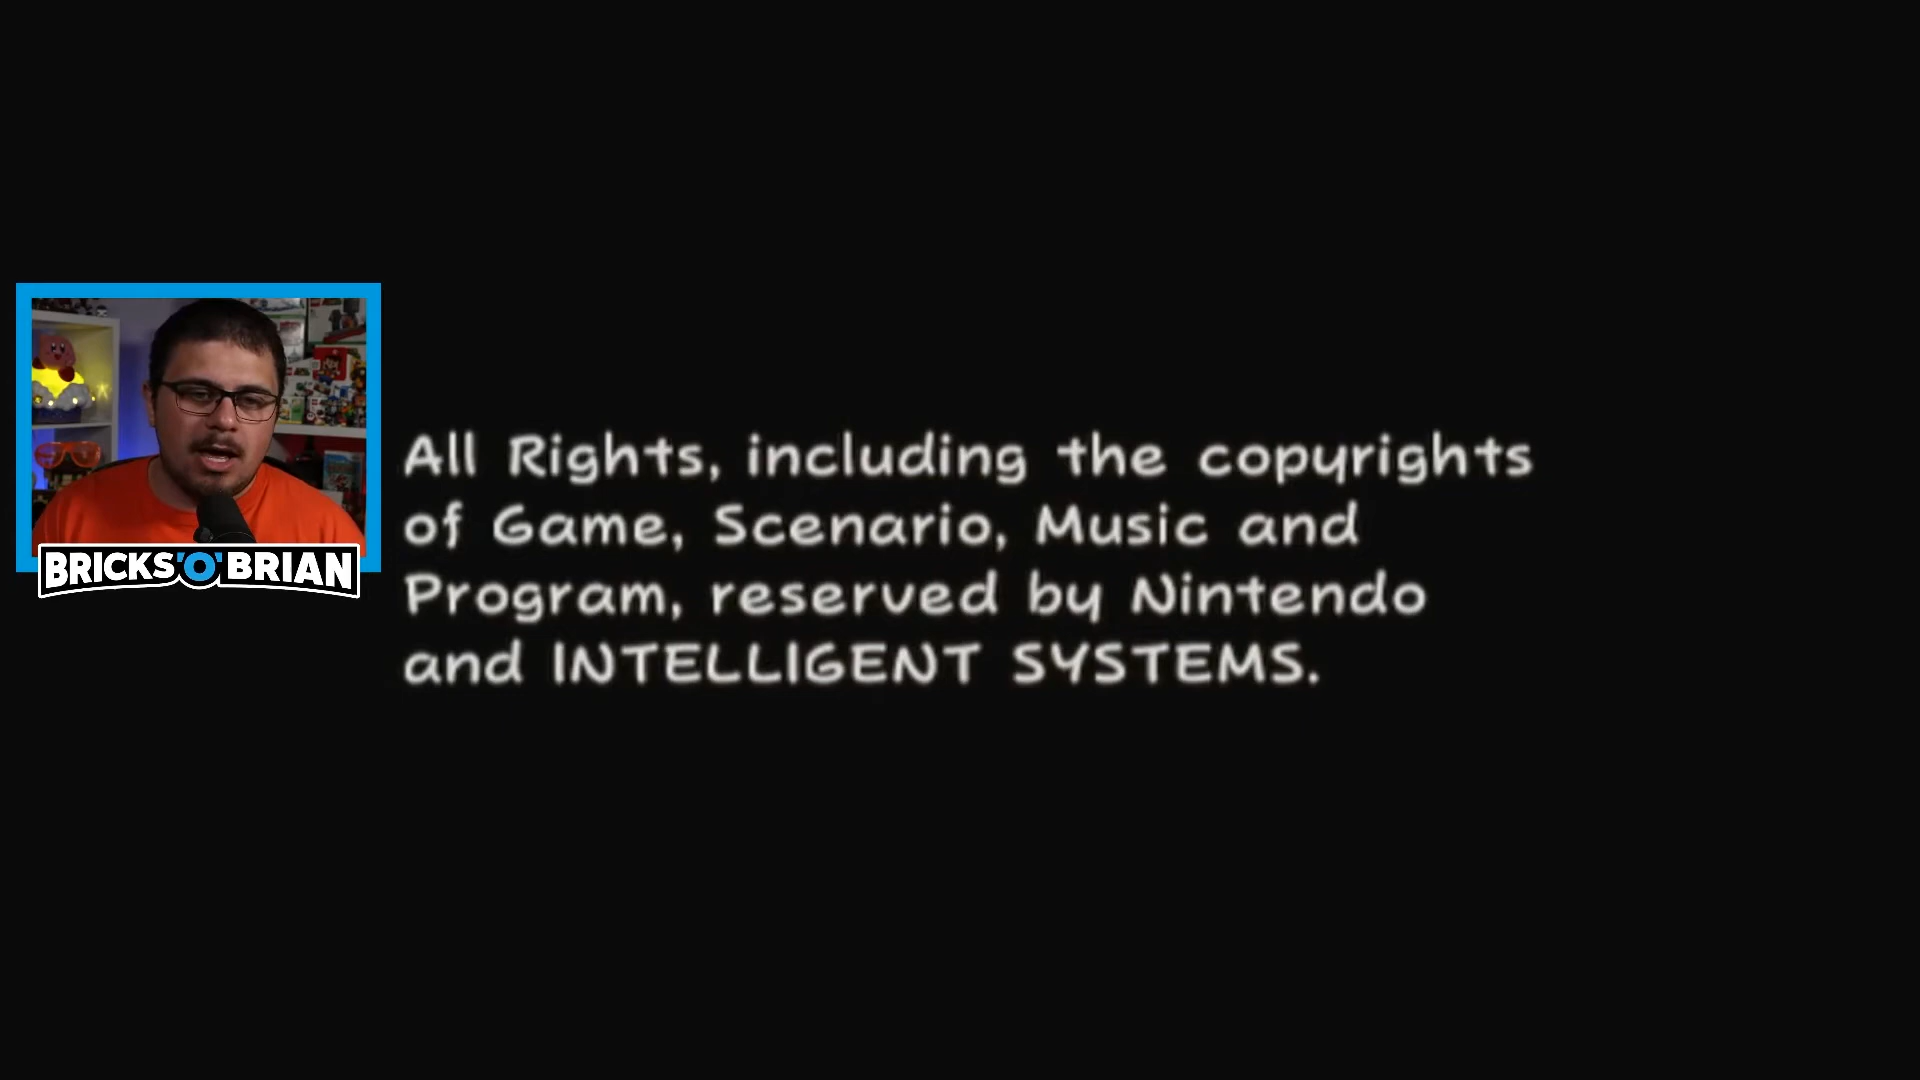 All Rights, including the copyrights
of Game, Scenario, Music and
Program, reserved by Nintendo
and INTELLIGENT SYSTEMS.
BRICKS'O'BRIAN